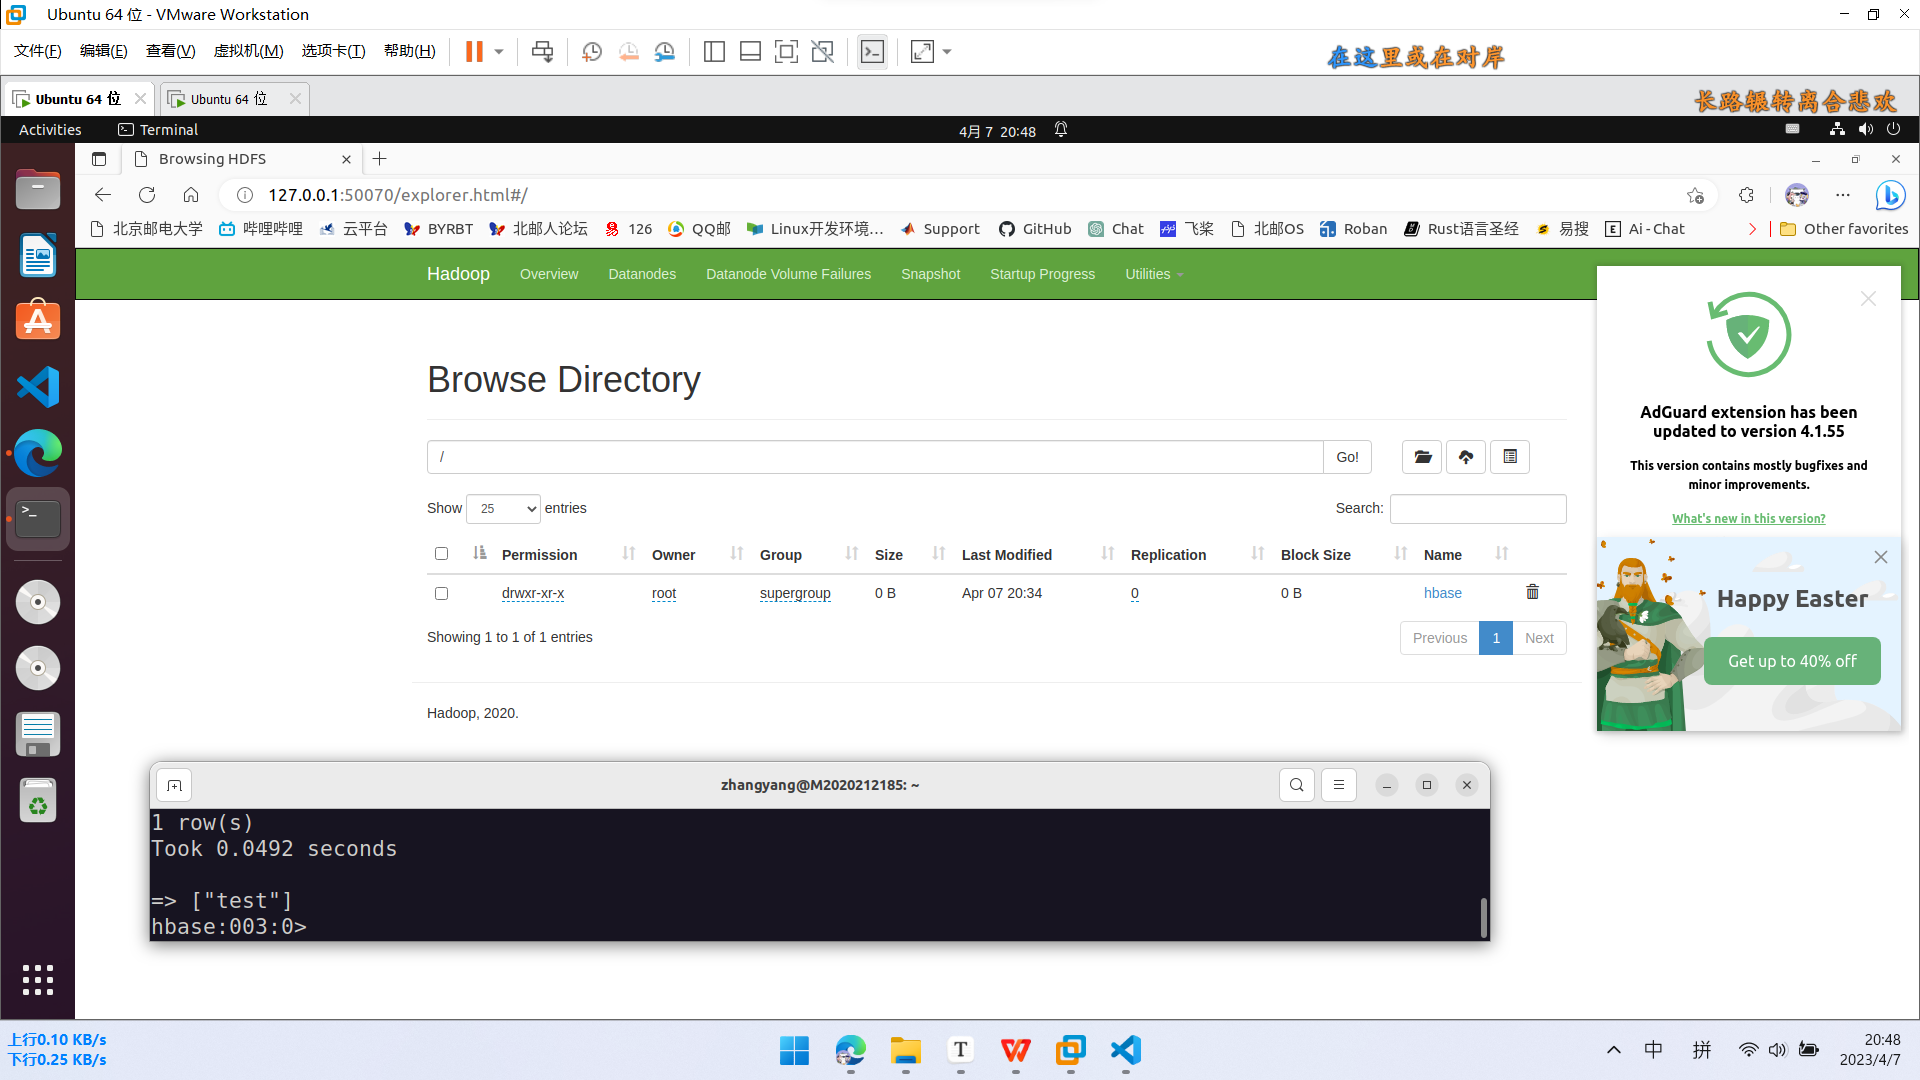 Ubuntu 64 位 - VMware Workstation
文件(F) 编辑(E) 查看(V) 虚拟机(M) 选项卡(T) 帮助(H)
在这里或在对岸
Ubuntu 64 位 Ubuntu 64 位
长路辗转离合悲欢
Activities Terminal 4月 7 20:48
Browsing HDFS
127.0.0.1:50070/explorer.html#/
北京邮电大学 哔哩哔哩 云平台 BYRBT 北邮人论坛 126 QQ邮 Linux开发环境... Support GitHub Chat 飞桨 北邮OS Roban Rust语言圣经 易搜 Ai-Chat Other favorites
Hadoop Overview Datanodes Datanode Volume Failures Snapshot Startup Progress Utilities
Browse Directory
/ Go!
Show 25 entries Search:
Permission Owner Group Size Last Modified Replication Block Size Name
drwxr-xr-x root supergroup 0 B Apr 07 20:34 0 0 B hbase
Showing 1 to 1 of 1 entries Previous 1 Next
Hadoop, 2020.
AdGuard extension has been
updated to version 4.1.55
This version contains mostly bugfixes and
minor improvements.
What's new in this version?
Happy Easter
Get up to 40% off
zhangyang@M2020212185: ~
1 row(s)
Took 0.0492 seconds
=> ["test"]
hbase:003:0>
上行0.10 KB/s
下行0.25 KB/s
中 拼
20:48
2023/4/7